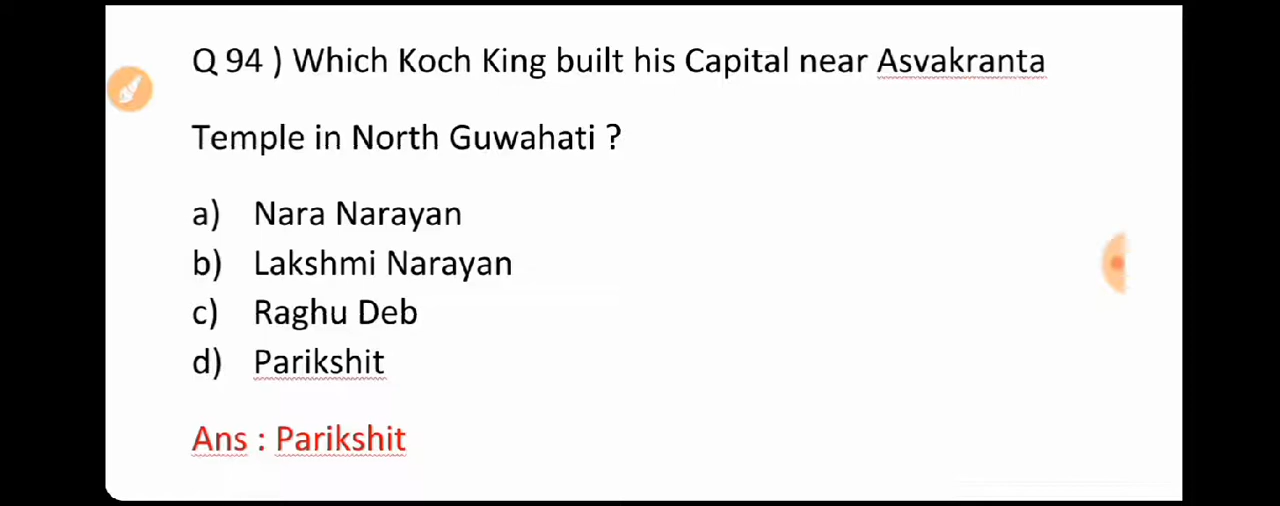 Q 94 ) Which Koch King built his Capital near Asvakranta
Temple in North Guwahati ?
a) Nara Narayan
b) Lakshmi Narayan
c) Raghu Deb
d) Parikshit
Ans : Parikshit